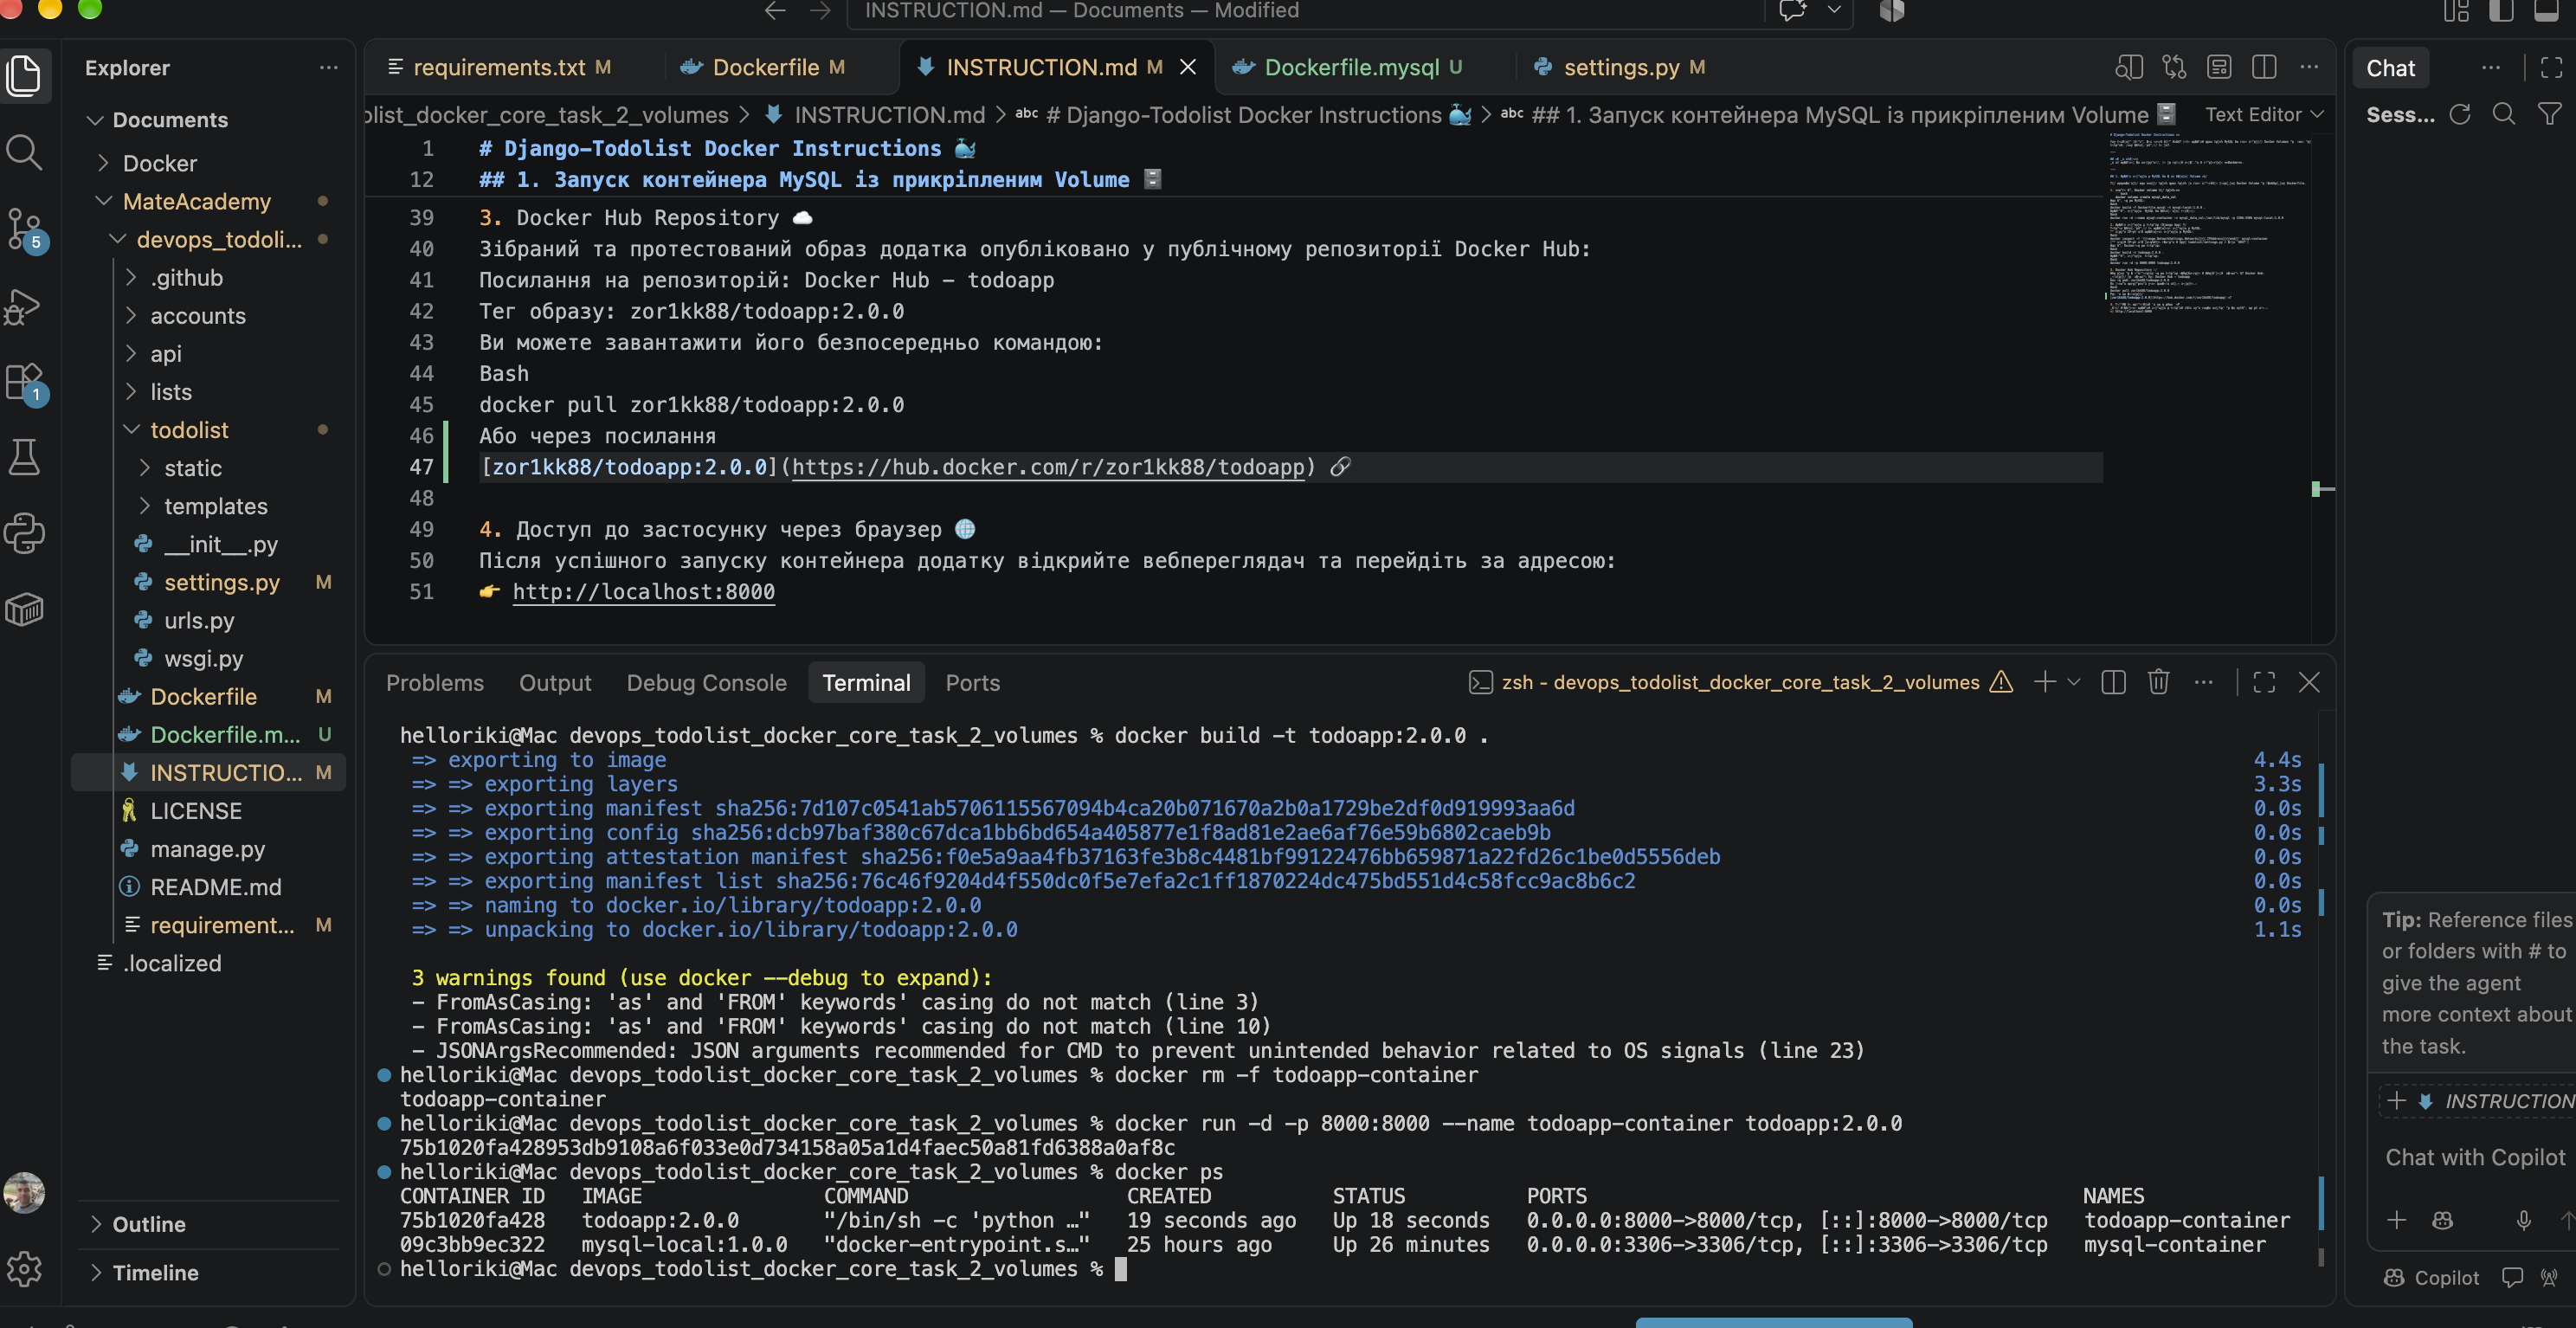 INSTRUCTION.md — Documents — Modified
Explorer
Documents
Docker
MateAcademy
devops_todoli...
.github
accounts
api
lists
todolist
static
templates
__init__.py
settings.py M
urls.py
wsgi.py
Dockerfile M
Dockerfile.m... U
INSTRUCTIO... M
LICENSE
manage.py
README.md
requirement... M
.localized
Outline
Timeline
5
1
requirements.txt M
Dockerfile M
INSTRUCTION.md M
Dockerfile.mysql U
settings.py M
olist_docker_core_task_2_volumes > INSTRUCTION.md > abc # Django-Todolist Docker Instructions 🐳 > abc ## 1. Запуск контейнера MySQL із прикріпленим Volume 🗄️
Text Editor
1 # Django-Todolist Docker Instructions 🐳
12 ## 1. Запуск контейнера MySQL із прикріпленим Volume 🗄️
39 3. Docker Hub Repository ☁️
40 Зібраний та протестований образ додатка опубліковано у публічному репозиторії Docker Hub:
41 Посилання на репозиторій: Docker Hub - todoapp
42 Тег образу: zor1kk88/todoapp:2.0.0
43 Ви можете завантажити його безпосередньо командою:
44 Bash
45 docker pull zor1kk88/todoapp:2.0.0
46 Або через посилання
47 [zor1kk88/todoapp:2.0.0](https://hub.docker.com/r/zor1kk88/todoapp) 🔗
48
49 4. Доступ до застосунку через браузер 🌐
50 Після успішного запуску контейнера додатку відкрийте вебпереглядач та перейдіть за адресою:
51 👉 http://localhost:8000
Problems Output Debug Console Terminal Ports
zsh - devops_todolist_docker_core_task_2_volumes
helloriki@Mac devops_todolist_docker_core_task_2_volumes % docker build -t todoapp:2.0.0 .
=> exporting to image 4.4s
=> => exporting layers 3.3s
=> => exporting manifest sha256:7d107c0541ab5706115567094b4ca20b071670a2b0a1729be2df0d919993aa6d 0.0s
=> => exporting config sha256:dcb97baf380c67dca1bb6bd654a405877e1f8ad81e2ae6af76e59b6802caeb9b 0.0s
=> => exporting attestation manifest sha256:f0e5a9aa4fb37163fe3b8c4481bf99122476bb659871a22fd26c1be0d5556deb 0.0s
=> => exporting manifest list sha256:76c46f9204d4f550dc0f5e7efa2c1ff1870224dc475bd551d4c58fcc9ac8b6c2 0.0s
=> => naming to docker.io/library/todoapp:2.0.0 0.0s
=> => unpacking to docker.io/library/todoapp:2.0.0 1.1s
3 warnings found (use docker --debug to expand):
- FromAsCasing: 'as' and 'FROM' keywords' casing do not match (line 3)
- FromAsCasing: 'as' and 'FROM' keywords' casing do not match (line 10)
- JSONArgsRecommended: JSON arguments recommended for CMD to prevent unintended behavior related to OS signals (line 23)
helloriki@Mac devops_todolist_docker_core_task_2_volumes % docker rm -f todoapp-container
todoapp-container
helloriki@Mac devops_todolist_docker_core_task_2_volumes % docker run -d -p 8000:8000 --name todoapp-container todoapp:2.0.0
75b1020fa428953db9108a6f033e0d734158a05a1d4faec50a81fd6388a0af8c
helloriki@Mac devops_todolist_docker_core_task_2_volumes % docker ps
CONTAINER ID IMAGE COMMAND CREATED STATUS PORTS NAMES
75b1020fa428 todoapp:2.0.0 "/bin/sh -c 'python …" 19 seconds ago Up 18 seconds 0.0.0.0:8000->8000/tcp, [::]:8000->8000/tcp todoapp-container
09c3bb9ec322 mysql-local:1.0.0 "docker-entrypoint.s…" 25 hours ago Up 26 minutes 0.0.0.0:3306->3306/tcp, [::]:3306->3306/tcp mysql-container
helloriki@Mac devops_todolist_docker_core_task_2_volumes %
Chat
Sess...
Tip: Reference files
or folders with # to
give the agent
more context about
the task.
INSTRUCTION
Chat with Copilot
Copilot